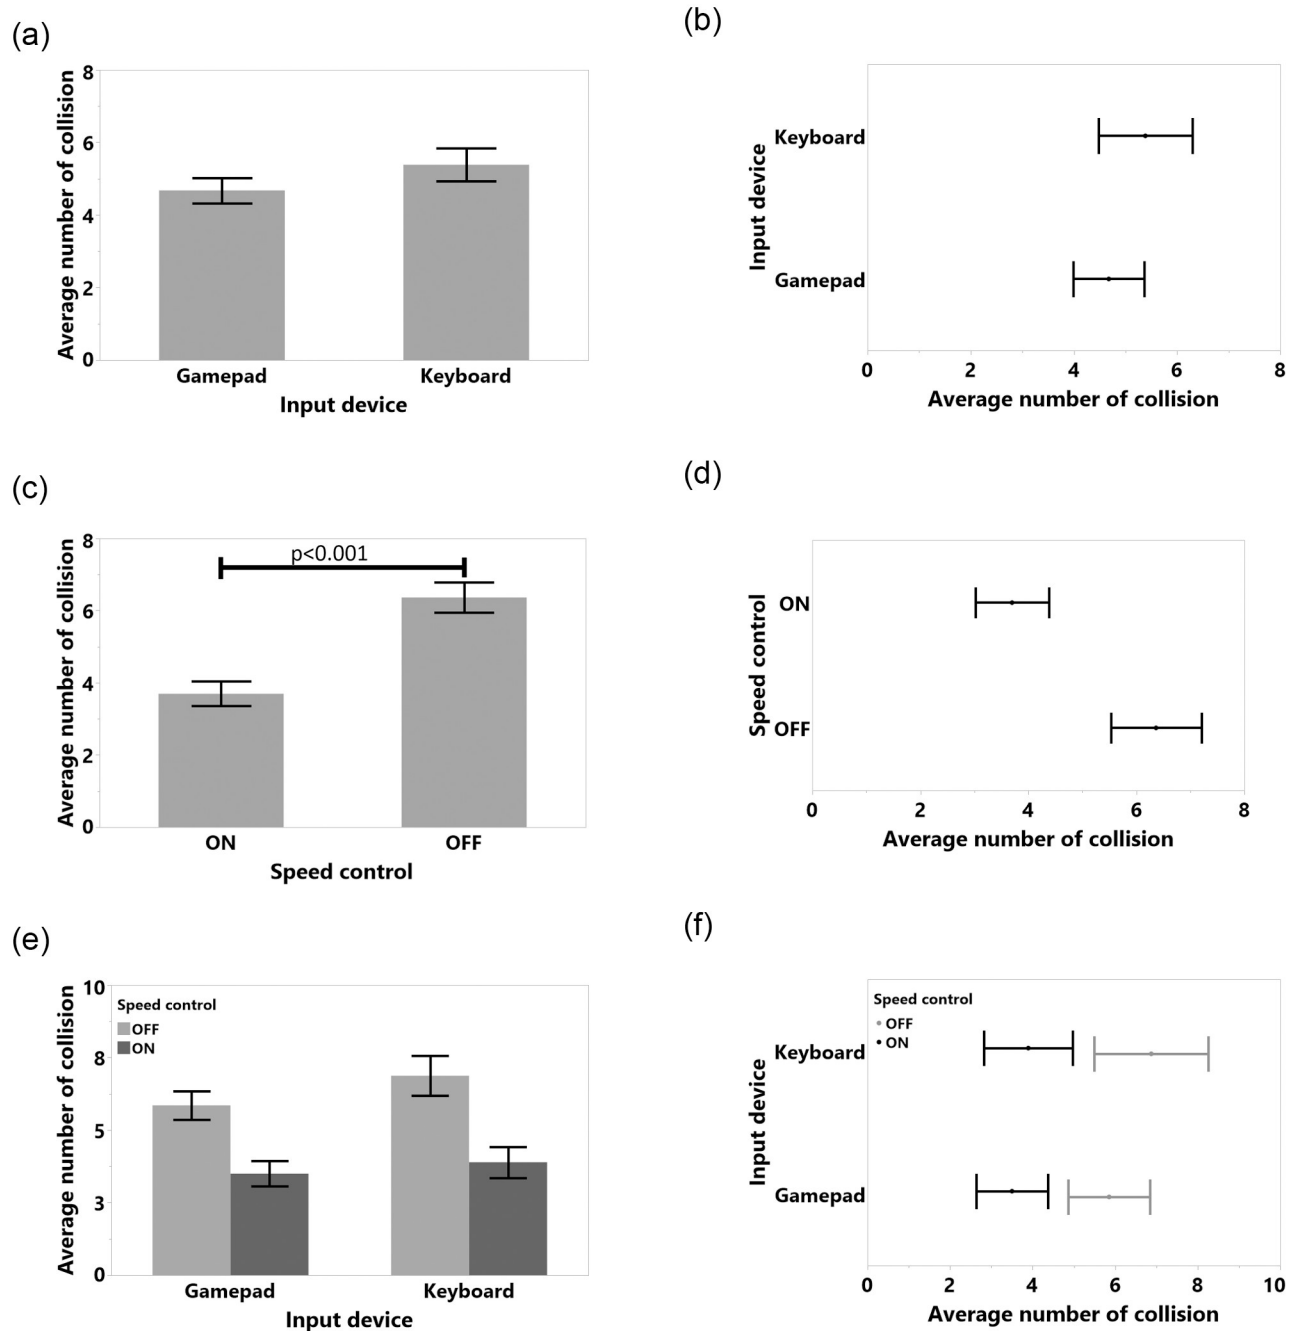 (a)
8
6
4
2
0
Average number of collision
Gamepad
Keyboard
Input device
(b)
Keyboard
Gamepad
Input device
0
2
4
6
8
Average number of collision
(c)
8
6
4
2
0
Average number of collision
p<0.001
ON
OFF
Speed control
(d)
ON
OFF
Speed control
0
2
4
6
8
Average number of collision
(e)
10
8
5
3
0
Average number of collision
Speed control
OFF
ON
Gamepad
Keyboard
Input device
(f)
Speed control
OFF
ON
Keyboard
Gamepad
Input device
0
2
4
6
8
10
Average number of collision